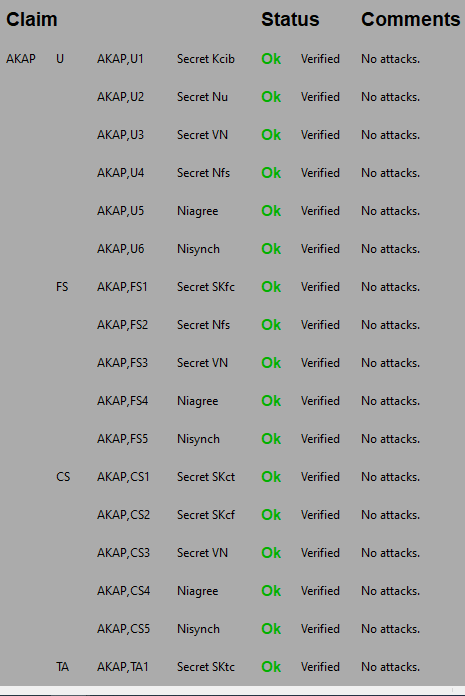 Claim Status Comments
AKAP U AKAP,U1 Secret Kcib Ok Verified No attacks.
AKAP,U2 Secret Nu Ok Verified No attacks.
AKAP,U3 Secret VN Ok Verified No attacks.
AKAP,U4 Secret Nfs Ok Verified No attacks.
AKAP,U5 Niagree Ok Verified No attacks.
AKAP,U6 Nisynch Ok Verified No attacks.
FS AKAP,FS1 Secret SKfc Ok Verified No attacks.
AKAP,FS2 Secret Nfs Ok Verified No attacks.
AKAP,FS3 Secret VN Ok Verified No attacks.
AKAP,FS4 Niagree Ok Verified No attacks.
AKAP,FS5 Nisynch Ok Verified No attacks.
CS AKAP,CS1 Secret SKct Ok Verified No attacks.
AKAP,CS2 Secret SKcf Ok Verified No attacks.
AKAP,CS3 Secret VN Ok Verified No attacks.
AKAP,CS4 Niagree Ok Verified No attacks.
AKAP,CS5 Nisynch Ok Verified No attacks.
TA AKAP,TA1 Secret SKtc Ok Verified No attacks.